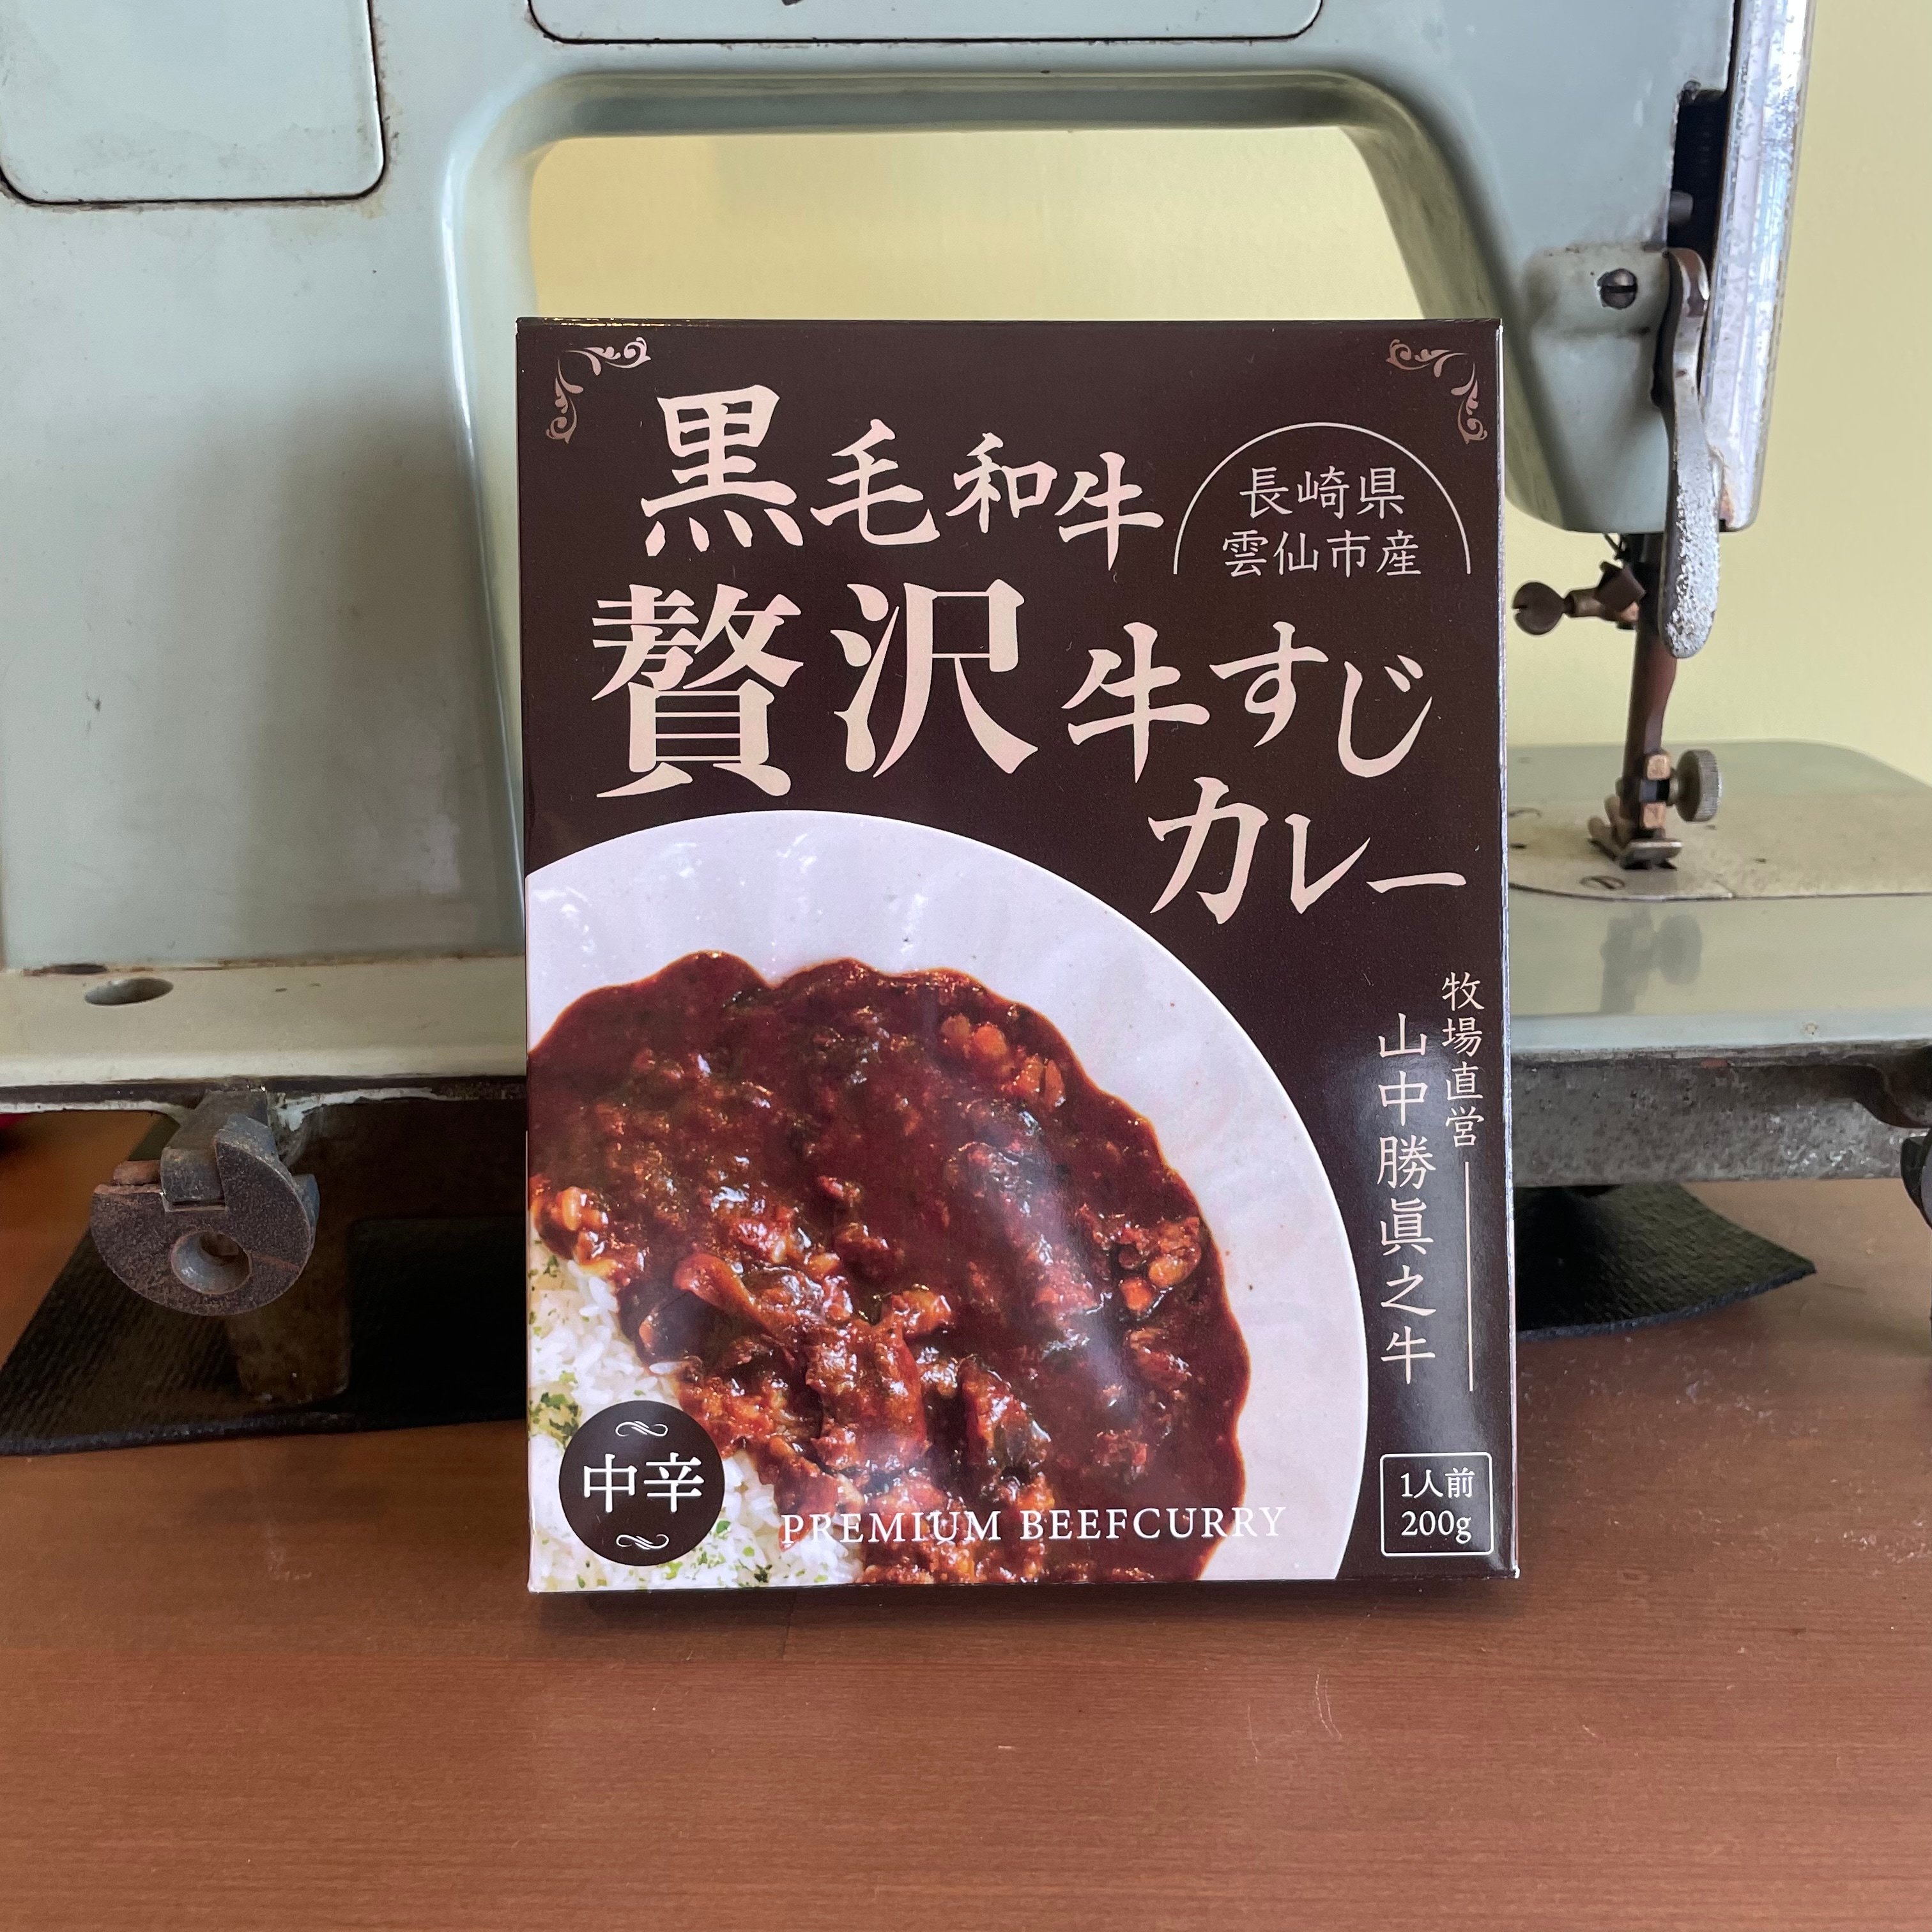 黒毛和牛
長崎県
雲仙市産
贅沢牛すじ
カレー
牧場直営
山中勝眞之牛
中辛
PREMIUM BEEFCURRY
1人前
200g